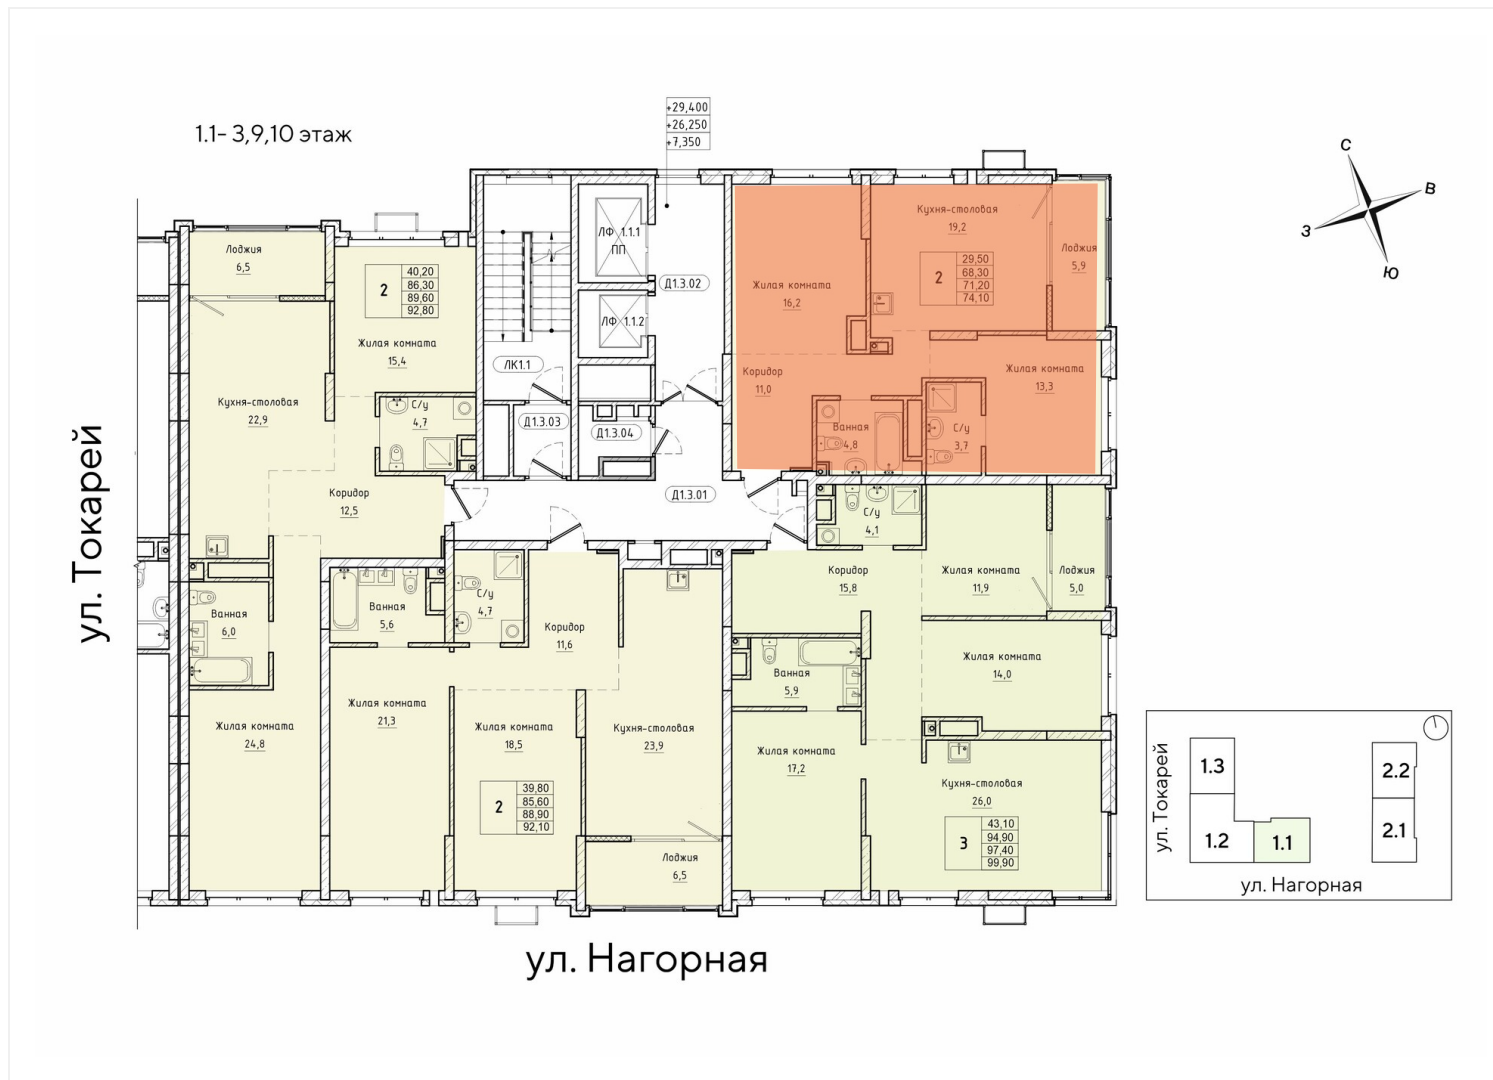 +29,400
+26,250
+7,350
1.1- 3,9,10 этаж
С
В
З
Ю
Лоджия
6,5
2
40,20
86,30
89,60
92,80
Жилая комната
15,4
Кухня-столовая
22,9
С/у
4,7
Коридор
12,5
Ванная
6,0
Жилая комната
24,8
ЛФ 1.1.1
ПП
ЛФ 1.1.2
Д1.3.02
ЛК1.1
Д1.3.03
Д1.3.04
Д1.3.01
Кухня-столовая
19,2
2
29,50
68,30
71,20
74,10
Лоджия
5,9
Жилая комната
16,2
Коридор
11,0
Жилая комната
13,3
Ванная
4,8
С/у
3,7
Ванная
5,6
С/у
4,7
Коридор
11,6
Жилая комната
21,3
Жилая комната
18,5
Кухня-столовая
23,9
2
39,80
85,60
88,90
92,10
Лоджия
6,5
С/у
4,1
Коридор
15,8
Жилая комната
11,9
Лоджия
5,0
Жилая комната
14,0
Ванная
5,9
Жилая комната
17,2
Кухня-столовая
26,0
3
43,10
94,90
97,40
99,90
ул. Токарей
ул. Нагорная
ул. Токарей
1.3
1.2
1.1
2.2
2.1
ул. Нагорная